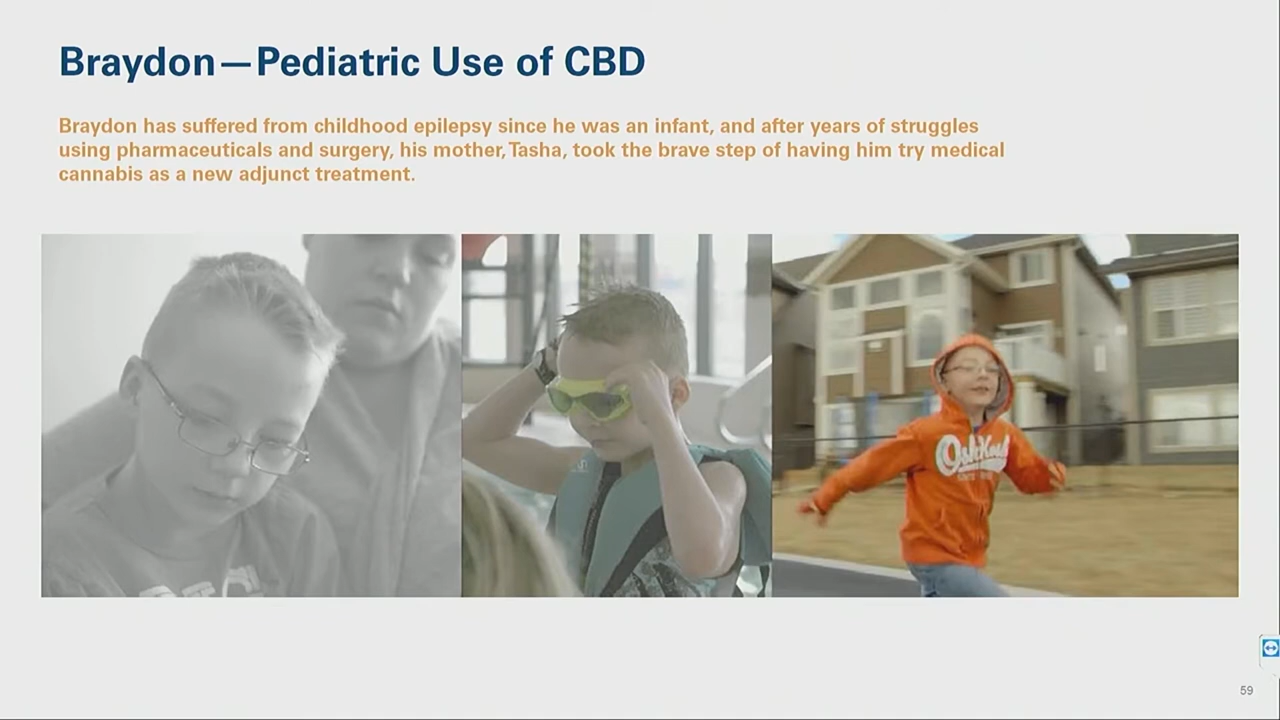 Braydon—Pediatric Use of CBD
Braydon has suffered from childhood epilepsy since he was an infant, and after years of struggles
using pharmaceuticals and surgery, his mother, Tasha, took the brave step of having him try medical
cannabis as a new adjunct treatment.
59